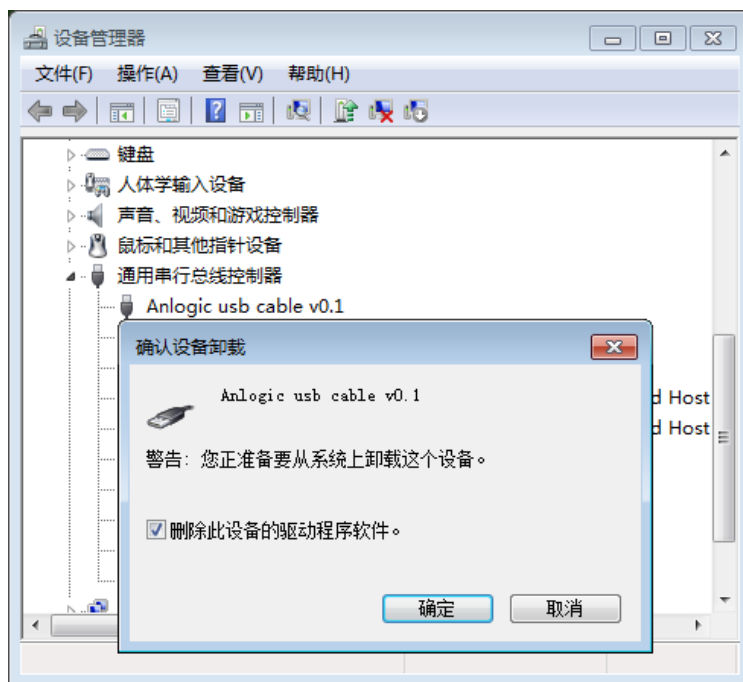 设备管理器
文件(F) 操作(A) 查看(V) 帮助(H)
键盘
人体学输入设备
声音、视频和游戏控制器
鼠标和其他指针设备
通用串行总线控制器
Anlogic usb cable v0.1
确认设备卸载
Anlogic usb cable v0.1
d Host
d Host
警告: 您正准备要从系统上卸载这个设备。
删除此设备的驱动程序软件。
确定 取消